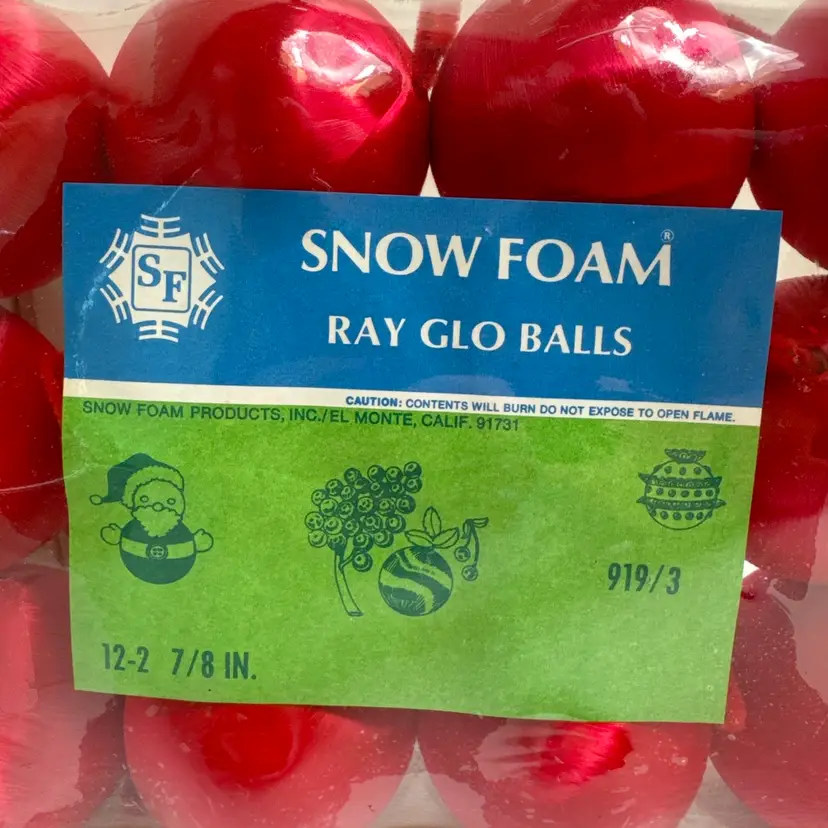 SF
SNOW FOAM®
RAY GLO BALLS
CAUTION: CONTENTS WILL BURN DO NOT EXPOSE TO OPEN FLAME.
SNOW FOAM PRODUCTS, INC./EL MONTE, CALIF. 91731
919/3
12-2 7/8 IN.